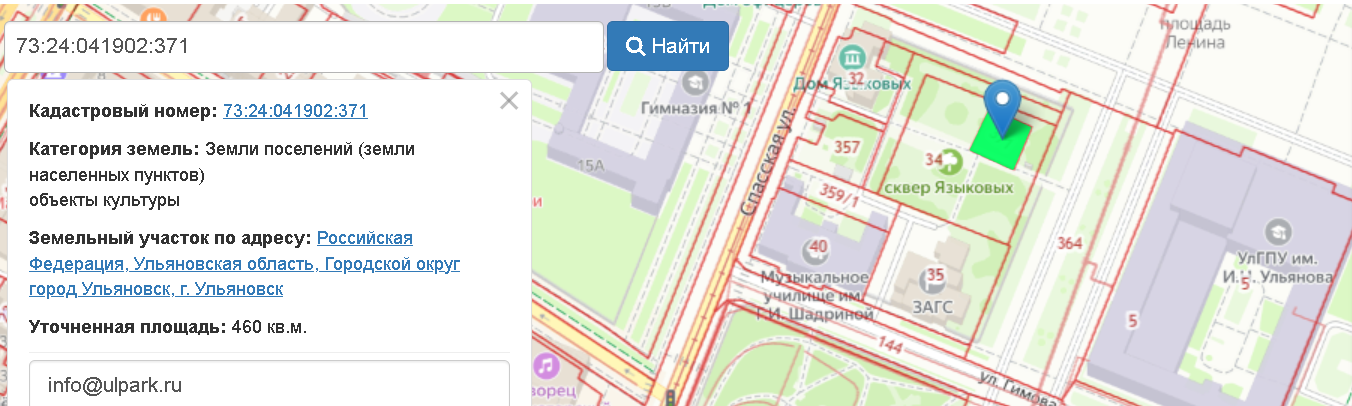 73:24:041902:371
Найти
Кадастровый номер: 73:24:041902:371
Категория земель: Земли поселений (земли
населенных пунктов)
объекты культуры
Земельный участок по адресу: Российская
Федерация, Ульяновская область, Городской округ
город Ульяновск, г. Ульяновск
Уточненная площадь: 460 кв.м.
info@ulpark.ru
площадь
Ленина
32
Дом Языковых
Гимназия № 1
15А
Спасская ул.
357
34
сквер Языковых
359/1
364
40
Музыкальное
училище им.
Г.И. Шадриной
35
ЗАГС
УлГПУ им.
И.Н. Ульянова
5
5
144
ул. Гимова